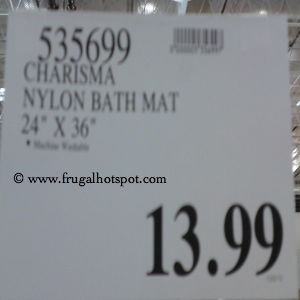 535699
CHARISMA
NYLON BATH MAT
24" X 36"
* Machine Washable
© www.frugalhotspot.com
13.99